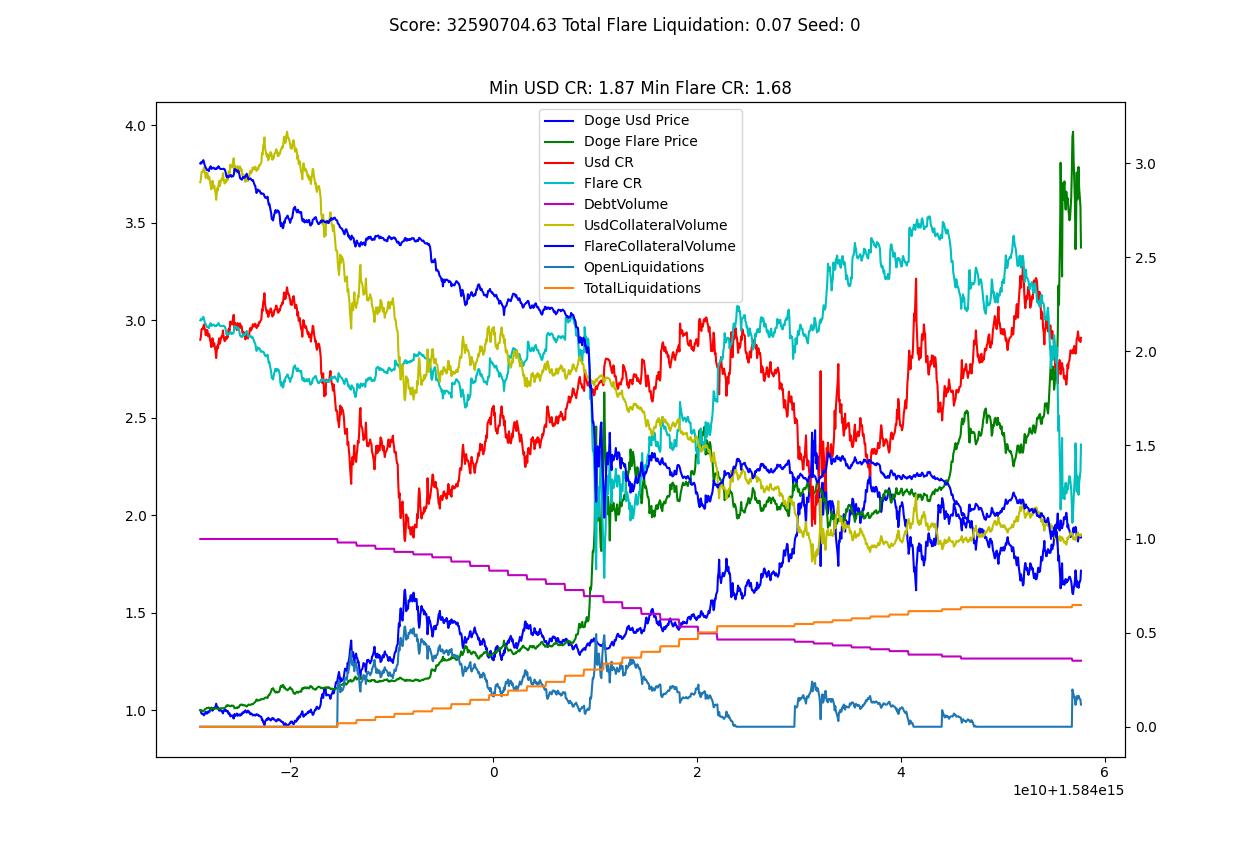 Score: 32590704.63 Total Flare Liquidation: 0.07 Seed: 0
Min USD CR: 1.87 Min Flare CR: 1.68
Doge Usd Price
Doge Flare Price
Usd CR
Flare CR
DebtVolume
UsdCollateralVolume
FlareCollateralVolume
OpenLiquidations
TotalLiquidations
4.0
3.5
3.0
2.5
2.0
1.5
1.0
3.0
2.5
2.0
1.5
1.0
0.5
0.0
−2
0
2
4
6
1e10+1.584e15